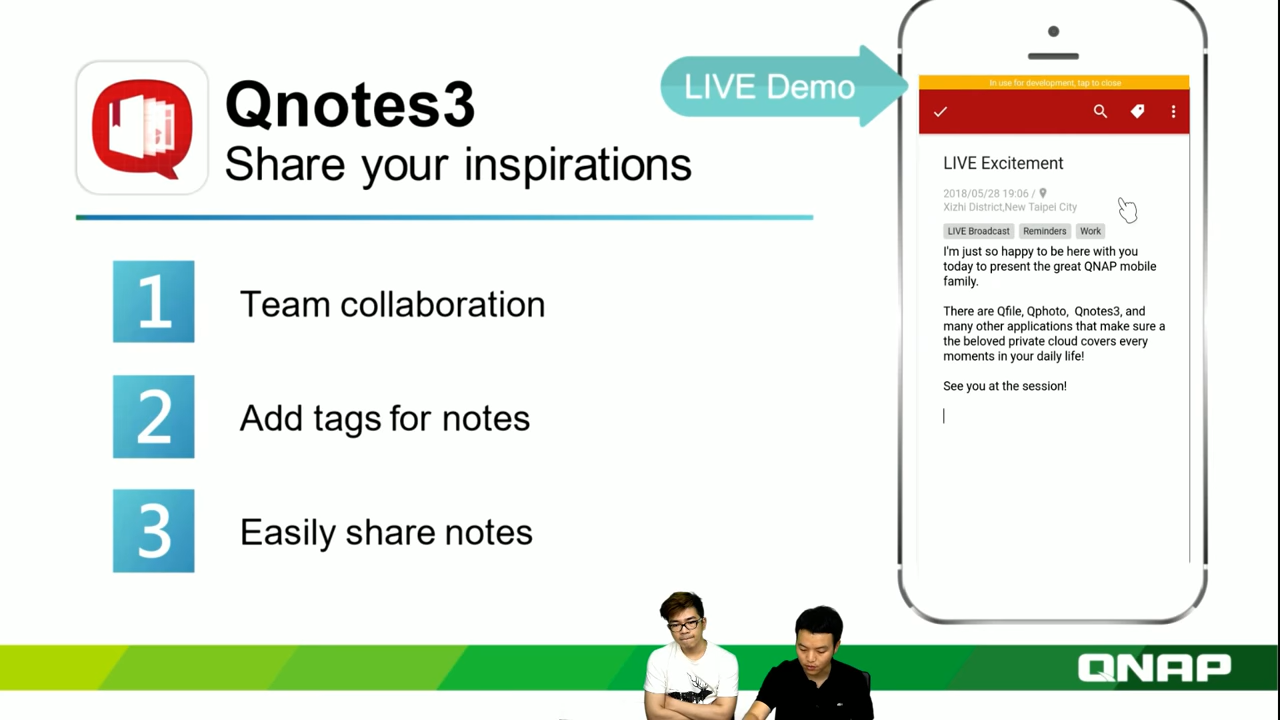 Qnotes3
Share your inspirations
LIVE Demo
1
Team collaboration
2
Add tags for notes
3
Easily share notes
In use for development, tap to close
LIVE Excitement
2018/05/28 19:06 /
Xizhi District,New Taipei City
LIVE Broadcast Reminders Work
I'm just so happy to be here with you
today to present the great QNAP mobile
family.
There are Qfile, Qphoto, Qnotes3, and
many other applications that make sure a
the beloved private cloud covers every
moments in your daily life!
See you at the session!
QNAP